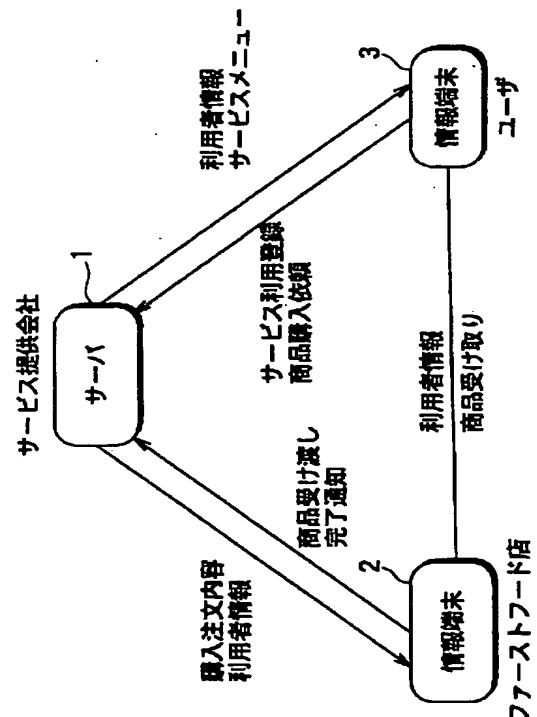 サービス提供会社
サーバ
1
利用者情報
サービスメニュー
サービス利用登録
商品購入依頼
購入注文内容
利用者情報
商品受け渡し
完了通知
2
情報端末
ファーストフード店
利用者情報
商品受け取り
3
情報端末
ユーザ